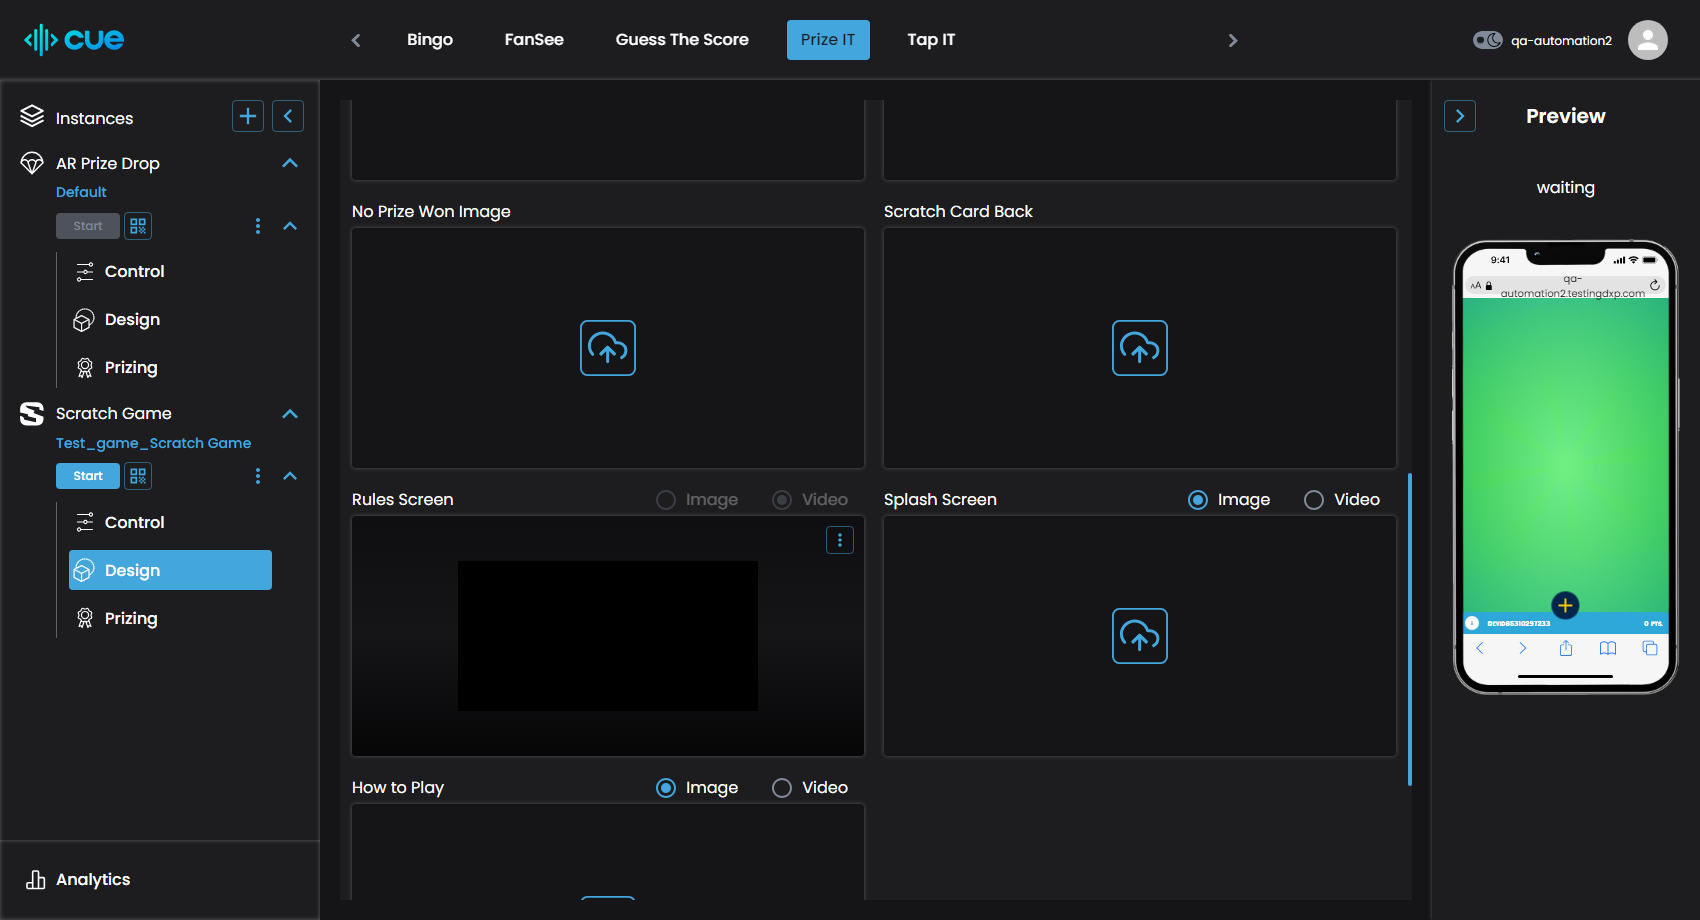 cue
Bingo
FanSee
Guess The Score
Prize IT
Tap IT
qa-automation2
Instances
AR Prize Drop
Default
Start
Control
Design
Prizing
Scratch Game
Test_game_Scratch Game
Start
Control
Design
Prizing
Analytics
No Prize Won Image
Scratch Card Back
Rules Screen
Image
Video
Splash Screen
Image
Video
How to Play
Image
Video
Preview
waiting
9:41
AA
qa-
automation2.testingdxp.com
0 PTS.